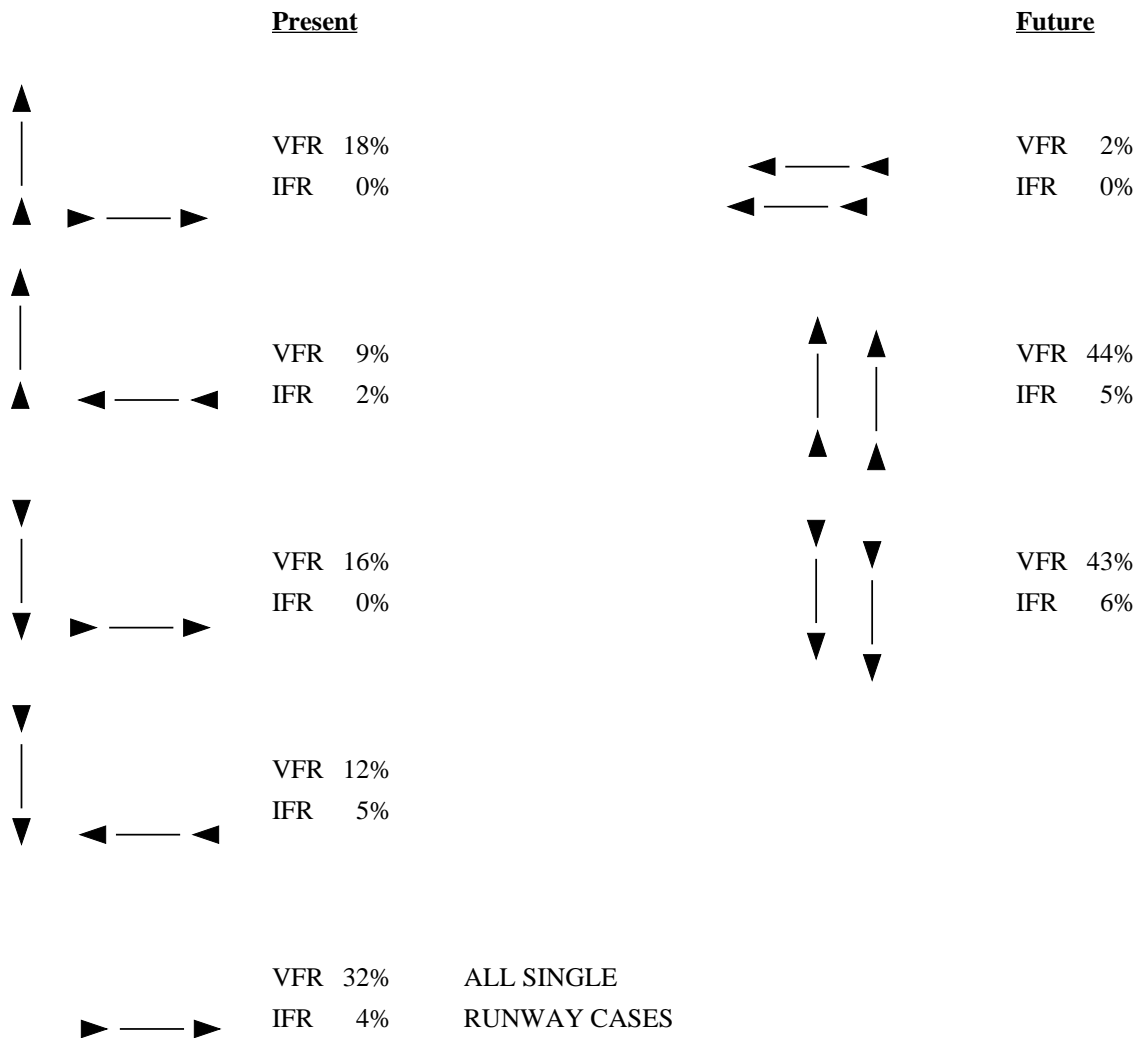 Present Future
VFR 18% VFR 2%
IFR 0% IFR 0%
VFR 9% VFR 44%
IFR 2% IFR 5%
VFR 16% VFR 43%
IFR 0% IFR 6%
VFR 12%
IFR 5%
VFR 32% ALL SINGLE
IFR 4% RUNWAY CASES